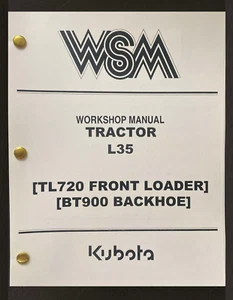 WSM
WORKSHOP MANUAL
TRACTOR
L35
[TL720 FRONT LOADER]
[BT900 BACKHOE]
Kubota